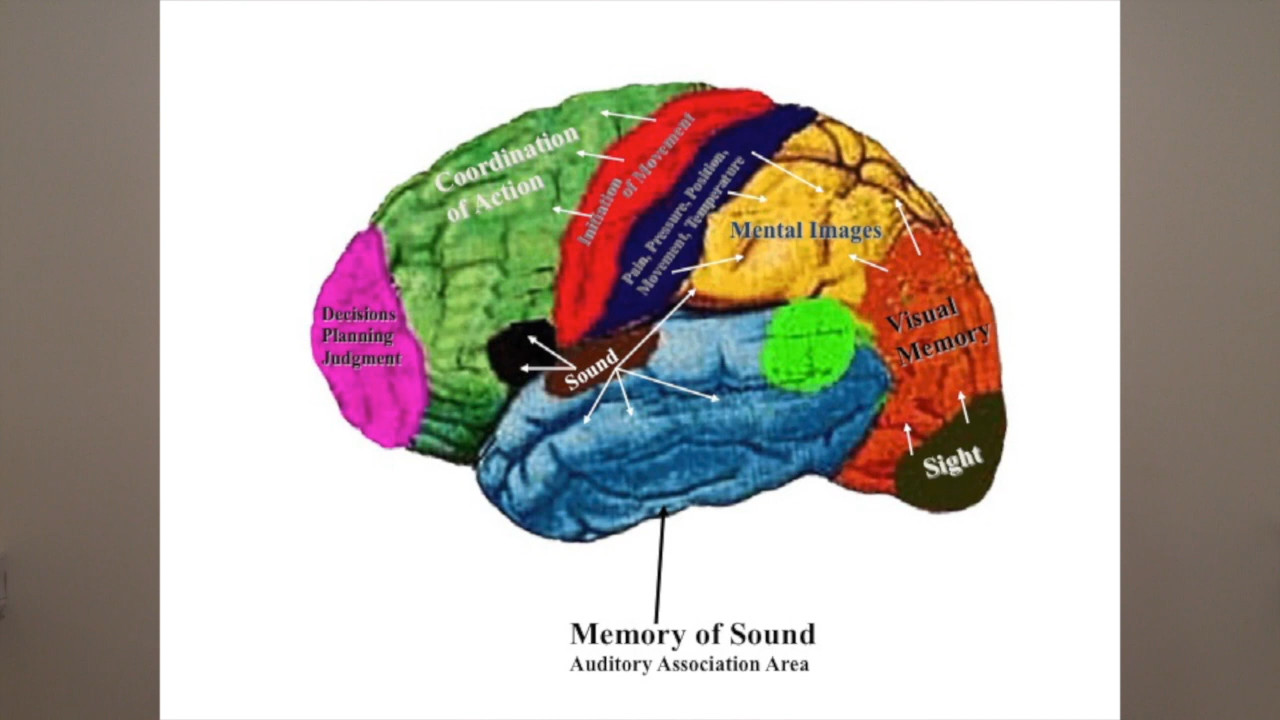 Coordination
of Action
Initiation
of Movement
Pain, Pressure, Position,
Movement, Temperature
Mental Images
Decisions
Planning
Judgment
Visual
Memory
Sound
Sight
Memory of Sound
Auditory Association Area